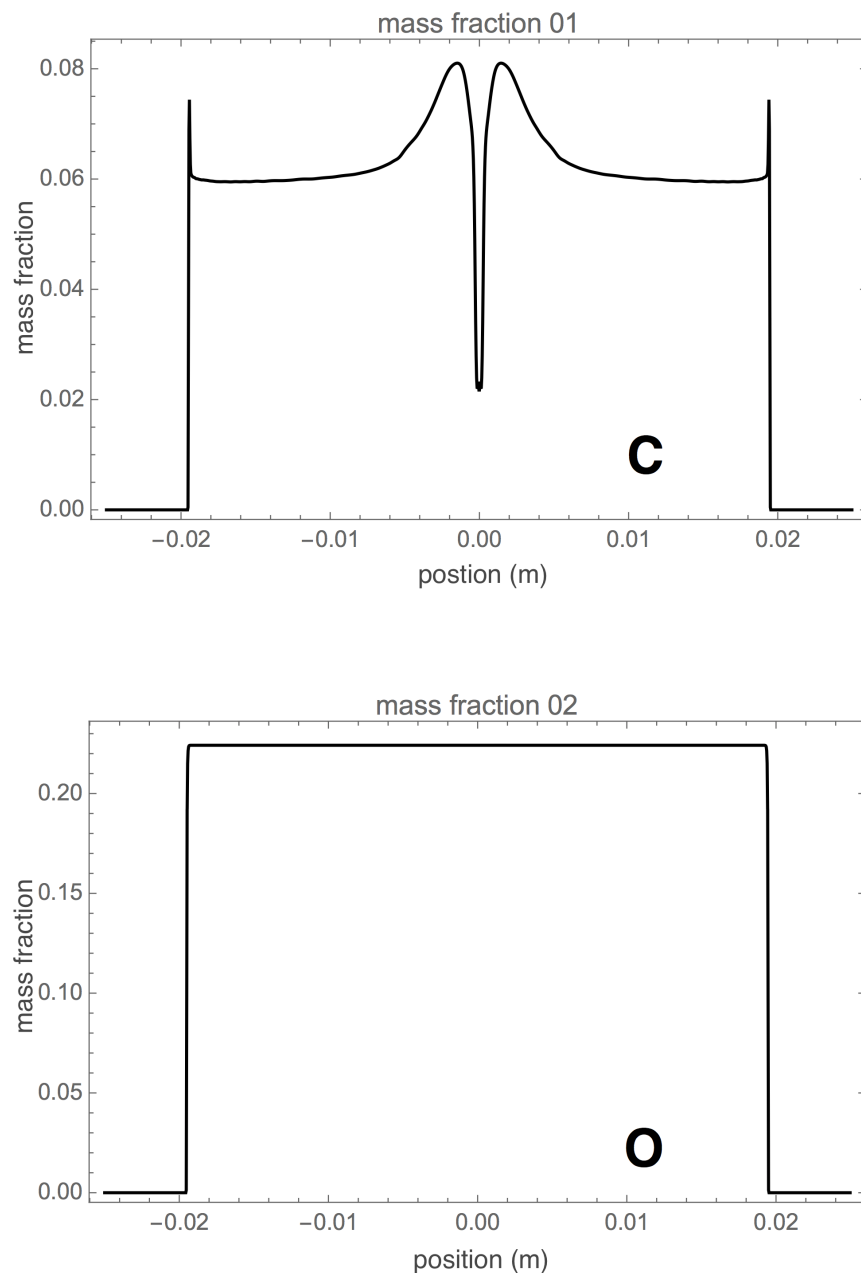 mass fraction 01
0.08
0.06
0.04
0.02
0.00
mass fraction
−0.02 −0.01 0.00 0.01 0.02
postion (m)
C
mass fraction 02
0.20
0.15
0.10
0.05
0.00
mass fraction
−0.02 −0.01 0.00 0.01 0.02
position (m)
O